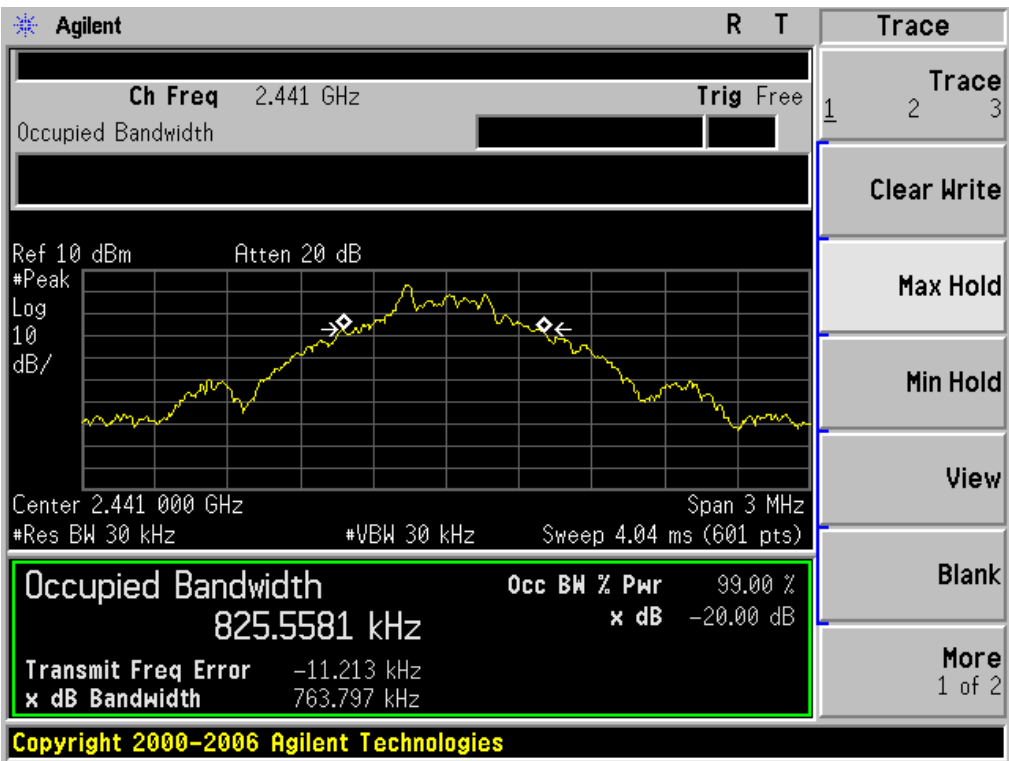 Agilent R T
Ch Freq 2.441 GHz Trig Free
Occupied Bandwidth
Ref 10 dBm Atten 20 dB
#Peak
Log
10
dB/
Center 2.441 000 GHz Span 3 MHz
#Res BW 30 kHz #VBW 30 kHz Sweep 4.04 ms (601 pts)
Occupied Bandwidth Occ BW % Pwr 99.00 %
825.5581 kHz x dB -20.00 dB
Transmit Freq Error -11.213 kHz
x dB Bandwidth 763.797 kHz
Copyright 2000-2006 Agilent Technologies
Trace
Trace
1 2 3
Clear Write
Max Hold
Min Hold
View
Blank
More
1 of 2